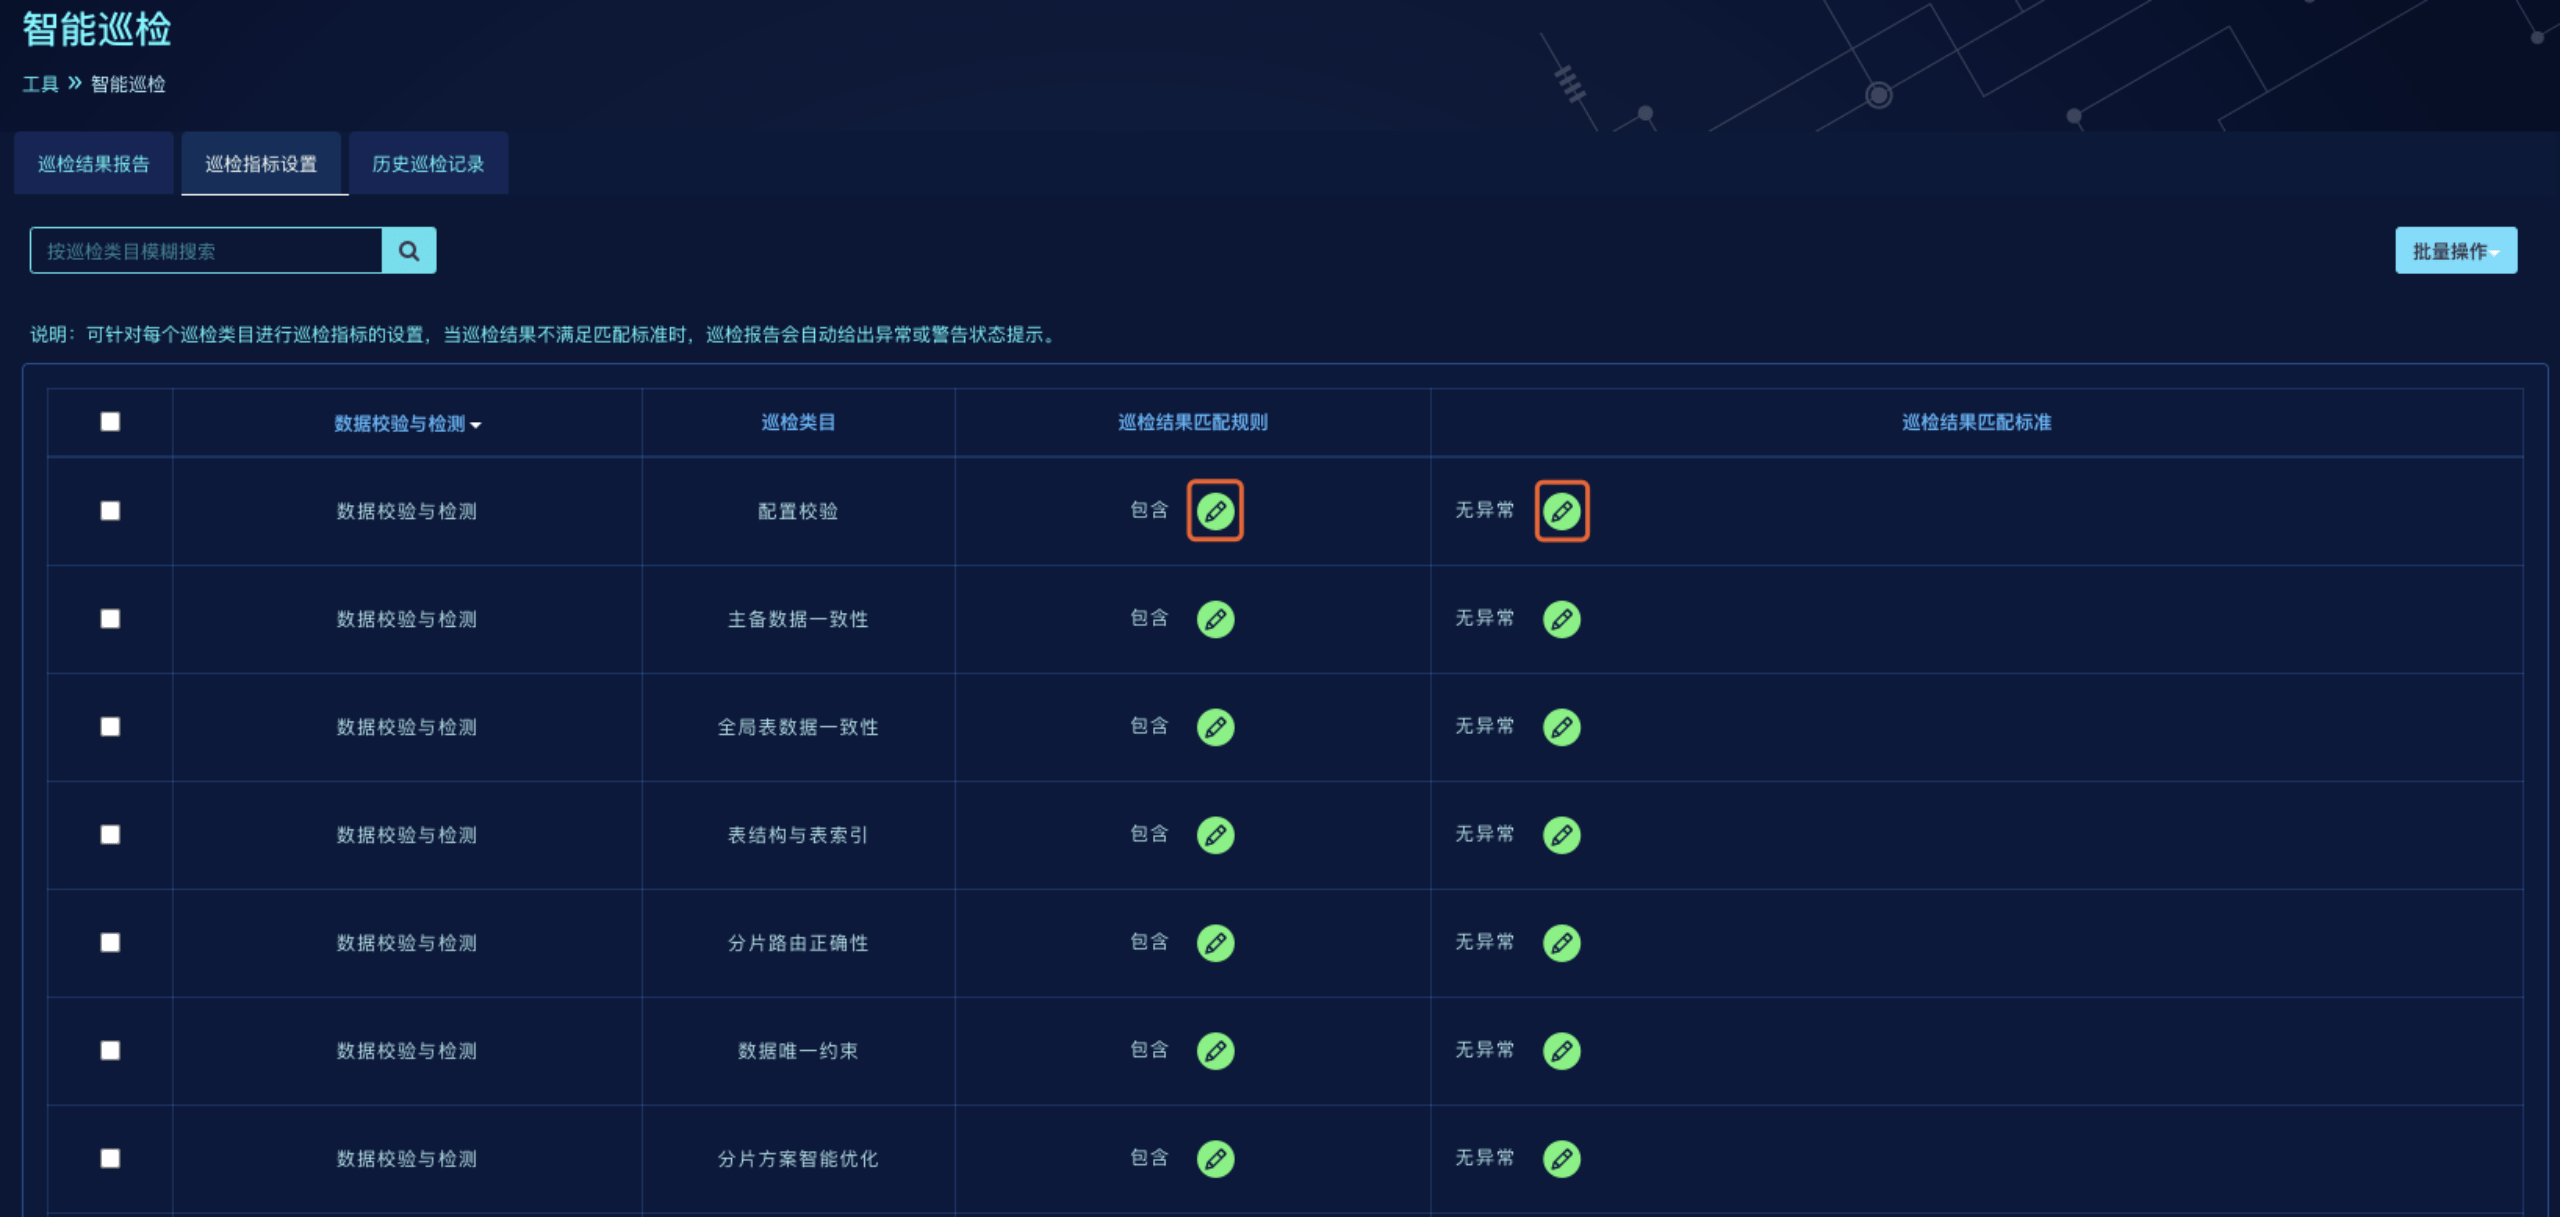 智能巡检
工具 » 智能巡检
巡检结果报告 巡检指标设置 历史巡检记录
按巡检类目模糊搜索 批量操作
说明：可针对每个巡检类目进行巡检指标的设置，当巡检结果不满足匹配标准时，巡检报告会自动给出异常或警告状态提示。
数据校验与检测 巡检类目 巡检结果匹配规则 巡检结果匹配标准
数据校验与检测 配置校验 包含 无异常
数据校验与检测 主备数据一致性 包含 无异常
数据校验与检测 全局表数据一致性 包含 无异常
数据校验与检测 表结构与表索引 包含 无异常
数据校验与检测 分片路由正确性 包含 无异常
数据校验与检测 数据唯一约束 包含 无异常
数据校验与检测 分片方案智能优化 包含 无异常